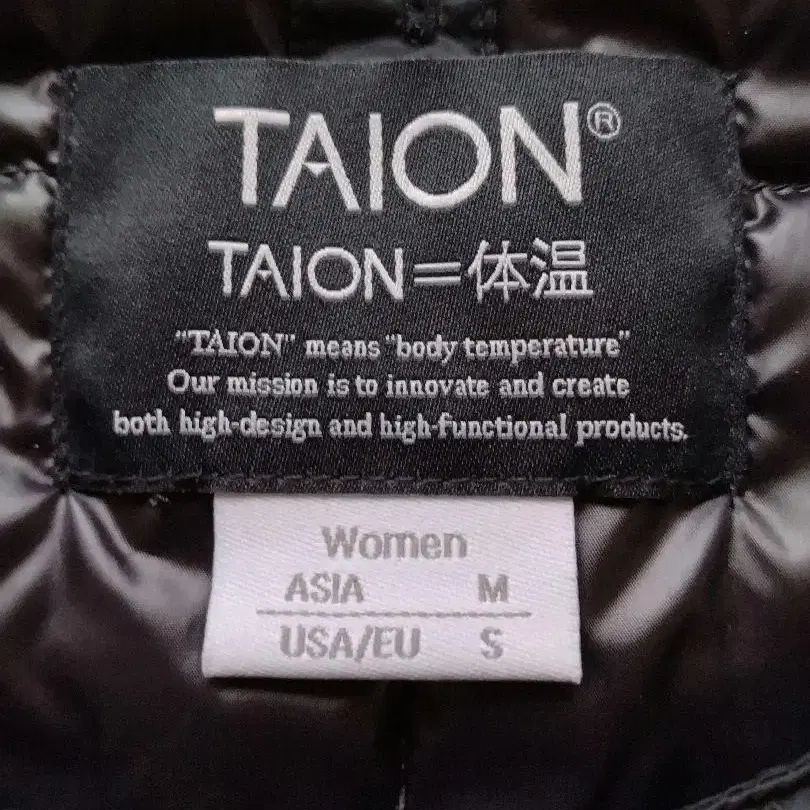 TAION®
TAION=体温
"TAION" means "body temperature"
Our mission is to innovate and create
both high-design and high-functional products.
Women
ASIA M
USA/EU S